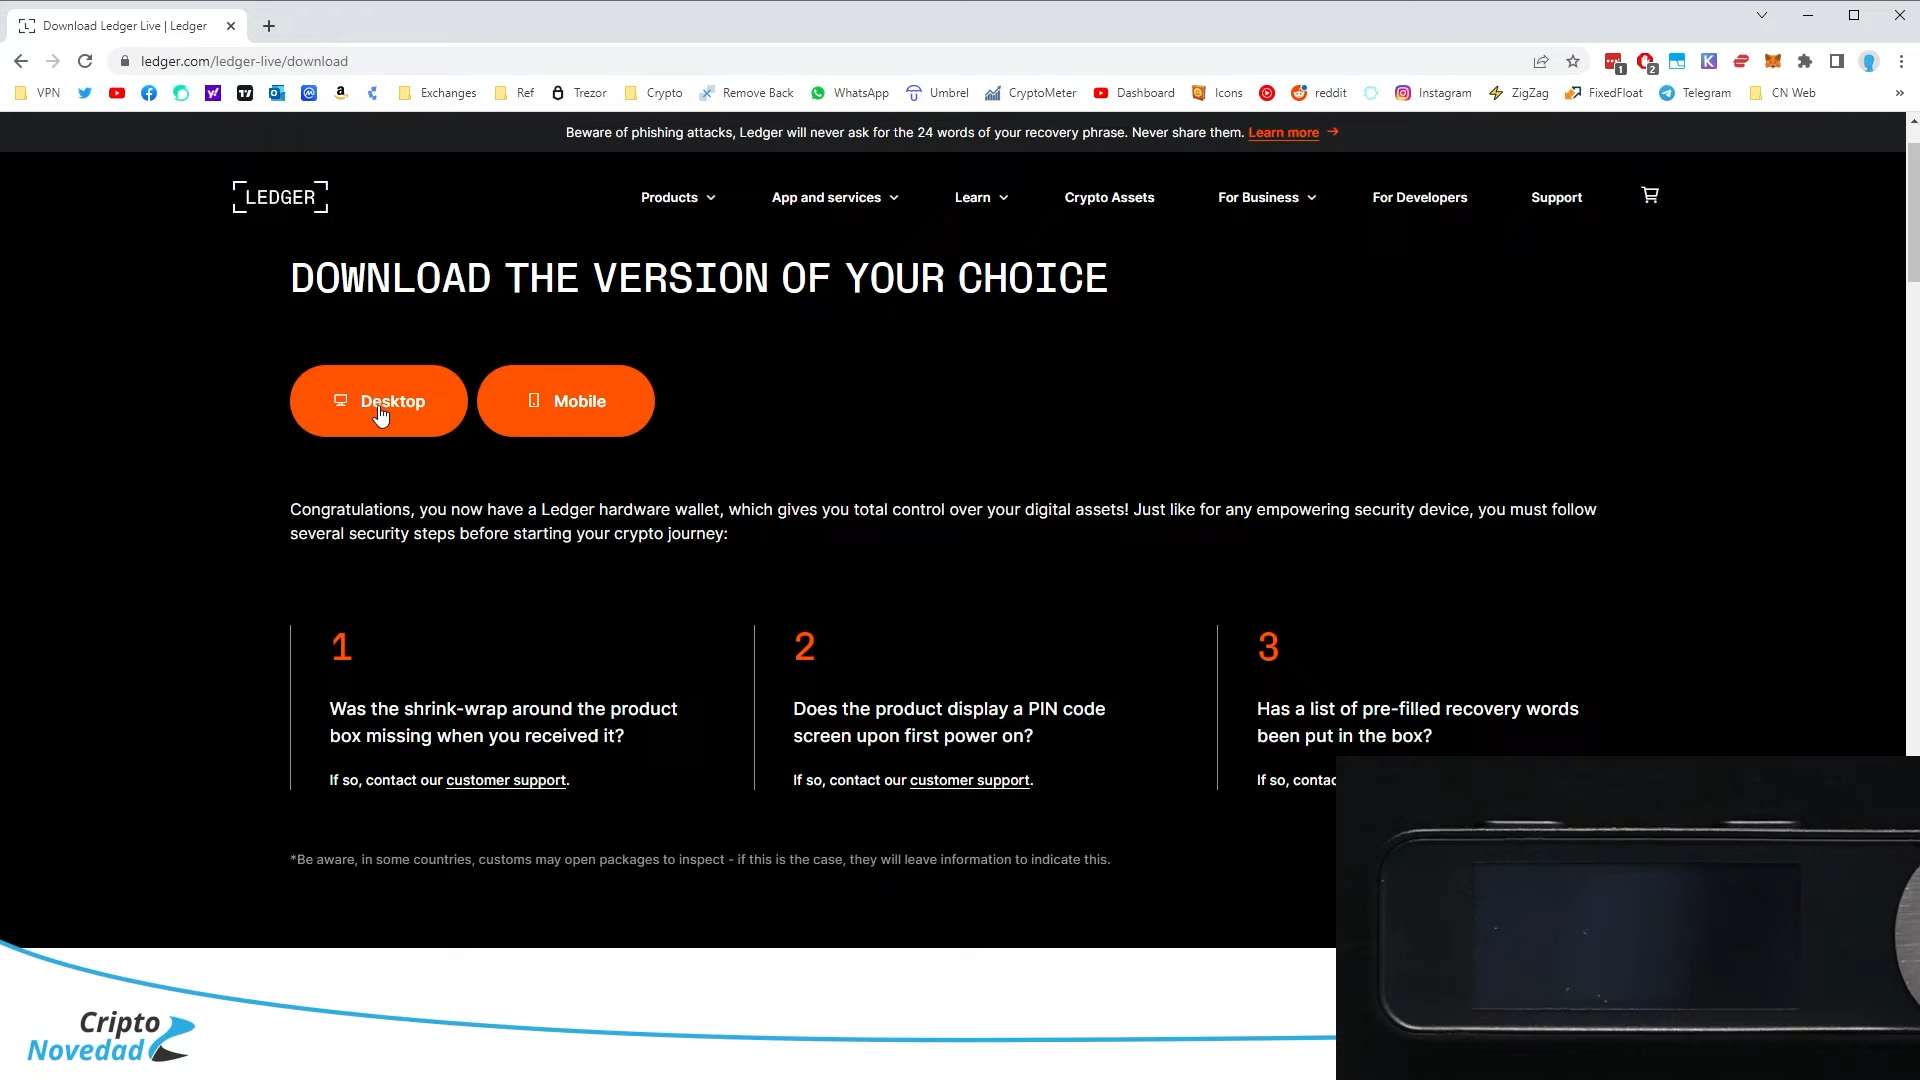 Download Ledger Live | Ledger
ledger.com/ledger-live/download
1
2
VPN
Exchanges
Ref
Trezor
Crypto
Remove Back
WhatsApp
Umbrel
CryptoMeter
Dashboard
Icons
reddit
Instagram
ZigZag
FixedFloat
Telegram
CN Web
Beware of phishing attacks, Ledger will never ask for the 24 words of your recovery phrase. Never share them. Learn more →
LEDGER
Products
App and services
Learn
Crypto Assets
For Business
For Developers
Support
DOWNLOAD THE VERSION OF YOUR CHOICE
Desktop
Mobile
Congratulations, you now have a Ledger hardware wallet, which gives you total control over your digital assets! Just like for any empowering security device, you must follow
several security steps before starting your crypto journey:
1
Was the shrink-wrap around the product
box missing when you received it?
If so, contact our customer support.
2
Does the product display a PIN code
screen upon first power on?
If so, contact our customer support.
3
Has a list of pre-filled recovery words
been put in the box?
If so, contac
*Be aware, in some countries, customs may open packages to inspect - if this is the case, they will leave information to indicate this.
Cripto
Novedad